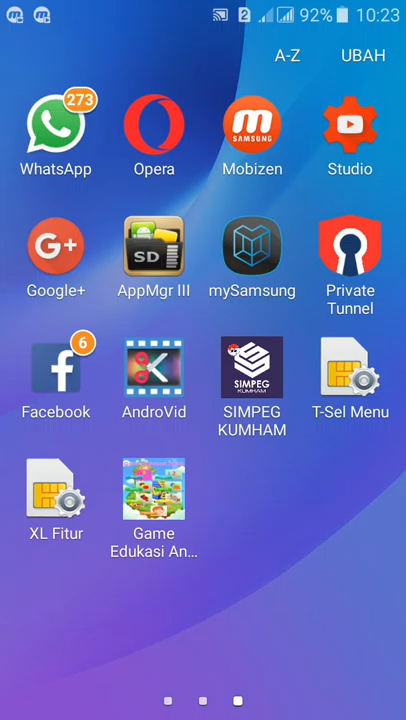 2 92% 10:23
A-Z UBAH
273
WhatsApp Opera Mobizen Studio
m SAMSUNG
G+ SD
Google+ AppMgr III mySamsung Private Tunnel
6
f SIMPEG KUMHAM
Facebook AndroVid SIMPEG KUMHAM T-Sel Menu
XL Fitur Game Edukasi An...